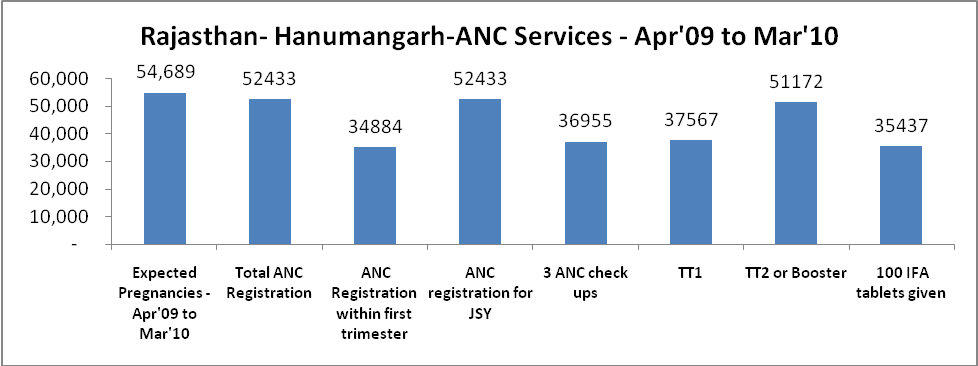 Rajasthan- Hanumangarh-ANC Services - Apr'09 to Mar'10
60,000
50,000
40,000
30,000
20,000
10,000
-
54,689
52433
34884
52433
36955
37567
51172
35437
Expected
Pregnancies -
Apr'09 to
Mar'10
Total ANC
Registration
ANC
Registration
within first
trimester
ANC
registration for
JSY
3 ANC check
ups
TT1
TT2 or Booster
100 IFA
tablets given